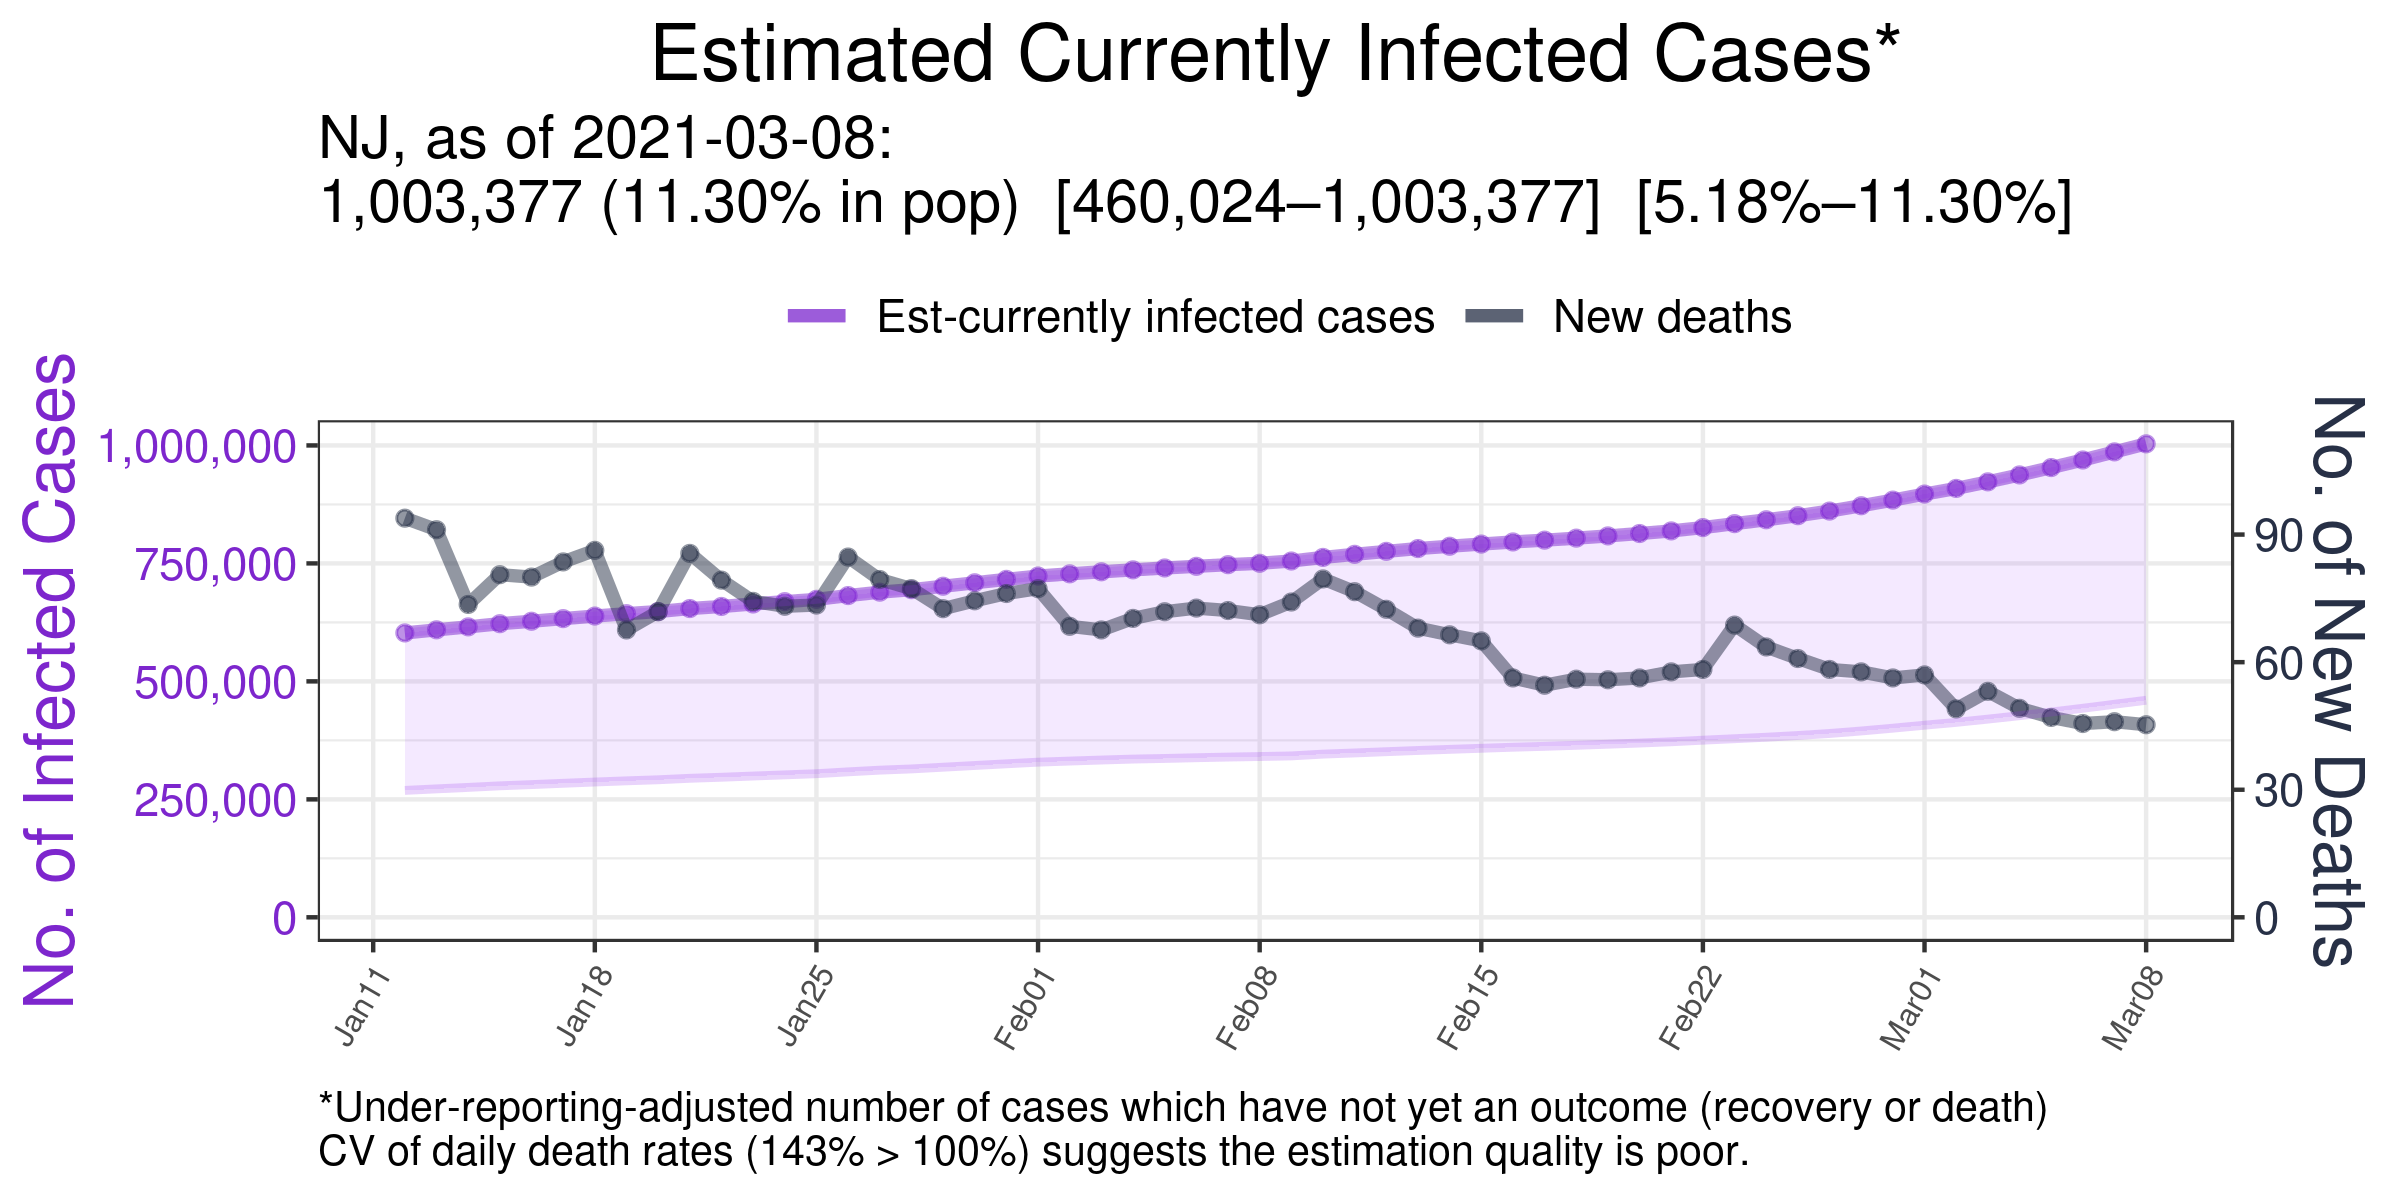 Estimated Currently Infected Cases*
NJ, as of 2021-03-08:
1,003,377 (11.30% in pop)  [460,024–1,003,377]  [5.18%–11.30%]
Est-currently infected cases
New deaths
No. of Infected Cases
1,000,000
750,000
500,000
250,000
0
No. of New Deaths
90
60
30
0
Jan11
Jan18
Jan25
Feb01
Feb08
Feb15
Feb22
Mar01
Mar08
*Under-reporting-adjusted number of cases which have not yet an outcome (recovery or death)
CV of daily death rates (143% > 100%) suggests the estimation quality is poor.